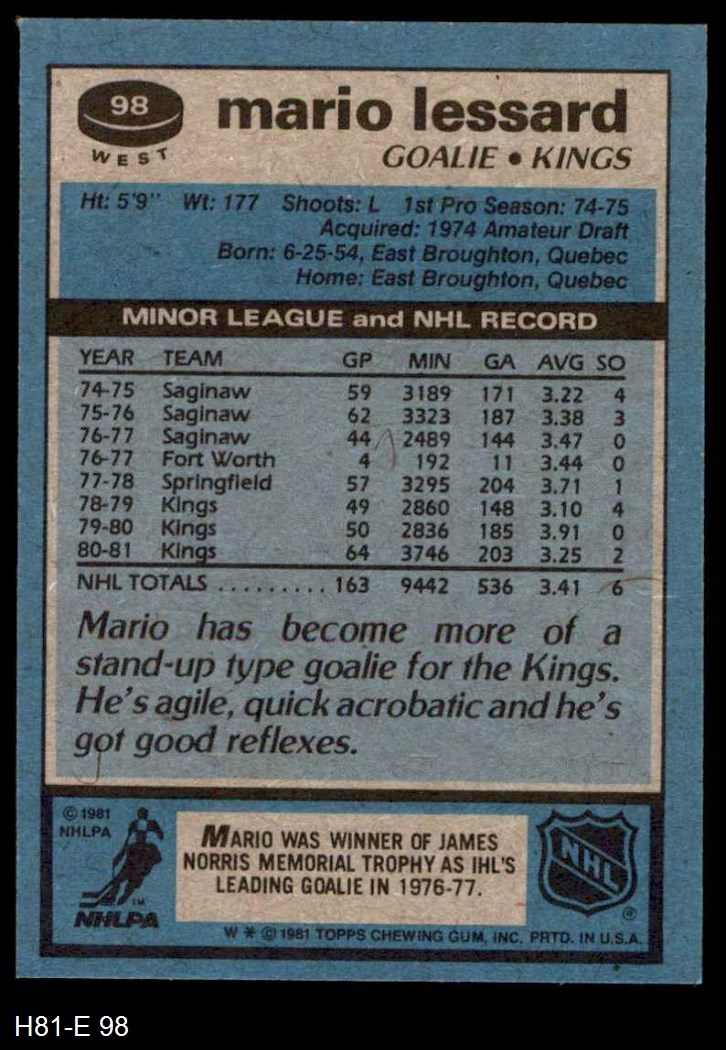 98
WEST
mario lessard
GOALIE • KINGS
Ht: 5'9" Wt: 177 Shoots: L 1st Pro Season: 74-75
Acquired: 1974 Amateur Draft
Born: 6-25-54, East Broughton, Quebec
Home: East Broughton, Quebec
MINOR LEAGUE and NHL RECORD
YEAR TEAM GP MIN GA AVG SO
74-75 Saginaw 59 3189 171 3.22 4
75-76 Saginaw 62 3323 187 3.38 3
76-77 Saginaw 44 2489 144 3.47 0
76-77 Fort Worth 4 192 11 3.44 0
77-78 Springfield 57 3295 204 3.71 1
78-79 Kings 49 2860 148 3.10 4
79-80 Kings 50 2836 185 3.91 0
80-81 Kings 64 3746 203 3.25 2
NHL TOTALS ......... 163 9442 536 3.41 6
Mario has become more of a
stand-up type goalie for the Kings.
He's agile, quick acrobatic and he's
got good reflexes.
© 1981
NHLPA
TM
NHLPA
MARIO WAS WINNER OF JAMES
NORRIS MEMORIAL TROPHY AS IHL'S
LEADING GOALIE IN 1976-77.
NHL
®
W * © 1981 TOPPS CHEWING GUM, INC. PRTD. IN U.S.A.
H81-E 98